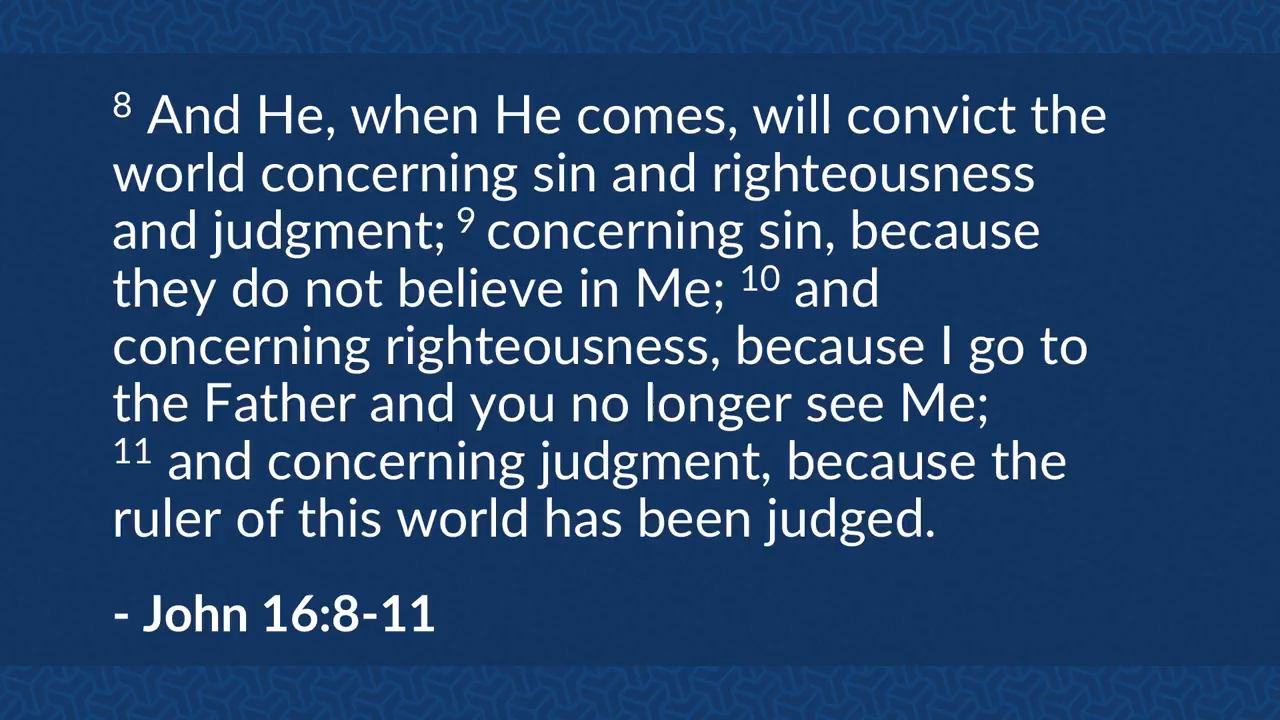 8 And He, when He comes, will convict the
world concerning sin and righteousness
and judgment; 9 concerning sin, because
they do not believe in Me; 10 and
concerning righteousness, because I go to
the Father and you no longer see Me;
11 and concerning judgment, because the
ruler of this world has been judged.
- John 16:8-11